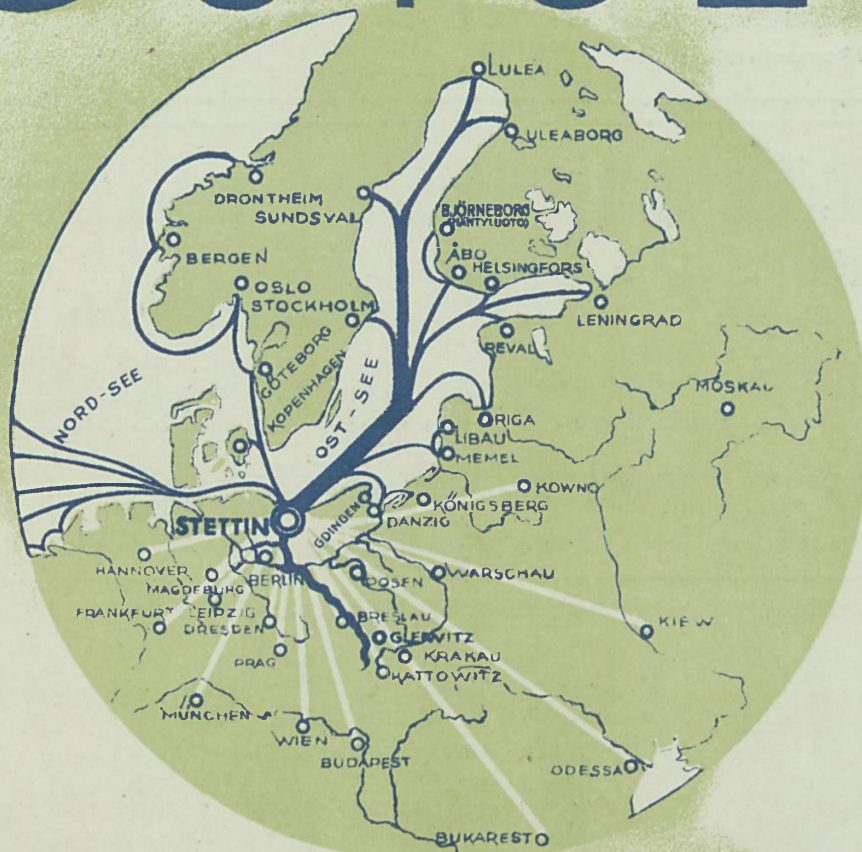 LULEA
ULEABORG
DRONTHEIM
SUNDSVAL
BJÖRNEBORG
(MÄNTYLUOTO)
BERGEN
ÅBO
HELSINGFORS
OSLO
STOCKHOLM
LENINGRAD
GÖTEBORG
KOPENHAGEN
REVAL
NORD-SEE
OST-SEE
MOSKAU
RIGA
LIBAU
MEMEL
KOWNO
KÖNIGSBERG
STETTIN
GDINGEN
DANZIG
HANNOVER
BERLIN
POSEN
WARSCHAU
MAGDEBURG
FRANKFURT
LEIPZIG
DRESDEN
BRESLAU
KIEW
GLEIWITZ
PRAG
KRAKAU
KATTOWITZ
MÜNCHEN
WIEN
BUDAPEST
ODESSA
BUKAREST